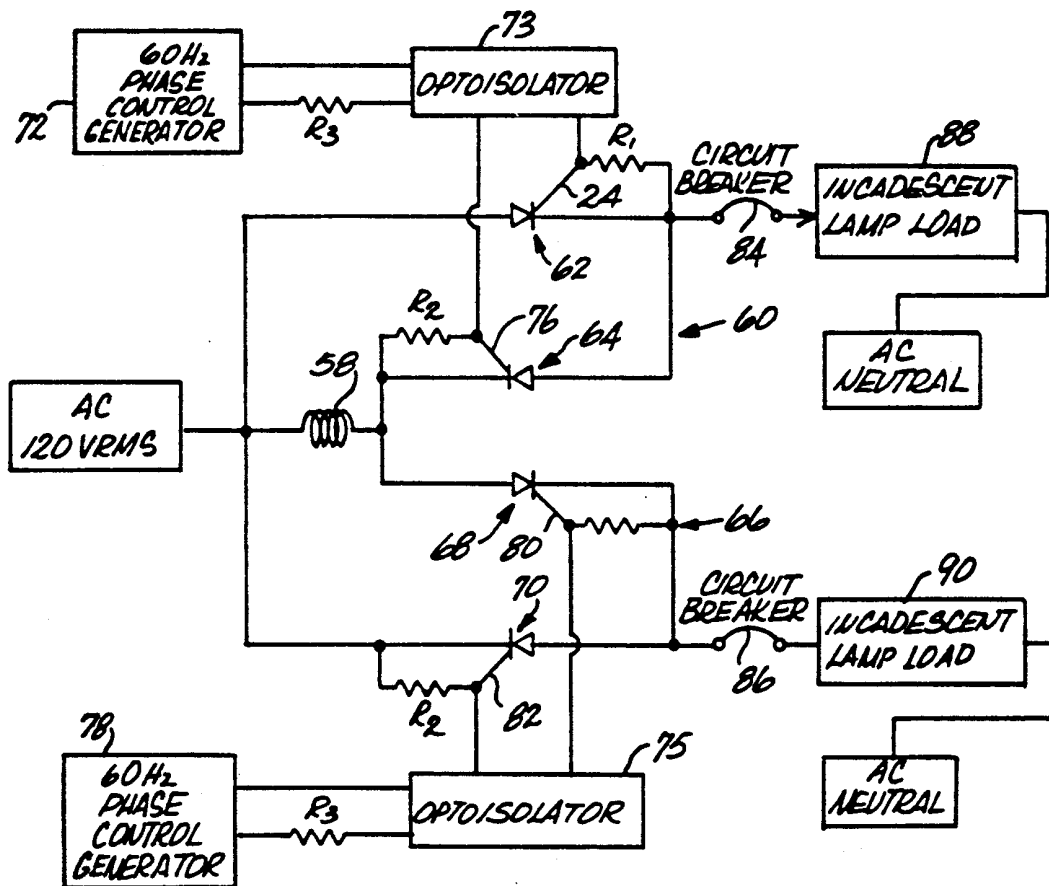 73
60HZ
PHASE
CONTROL
GENERATOR
72
R3
OPTOISOLATOR
R1
24
62
CIRCUIT
BREAKER
84
88
INCADESCENT
LAMP LOAD
R2
76
64
60
AC
NEUTRAL
58
AC
120 VRMS
68
80
66
70
CIRCUIT
BREAKER
86
90
INCADESCENT
LAMP LOAD
R2
82
78
60HZ
PHASE
CONTROL
GENERATOR
R3
75
OPTOISOLATOR
AC
NEUTRAL